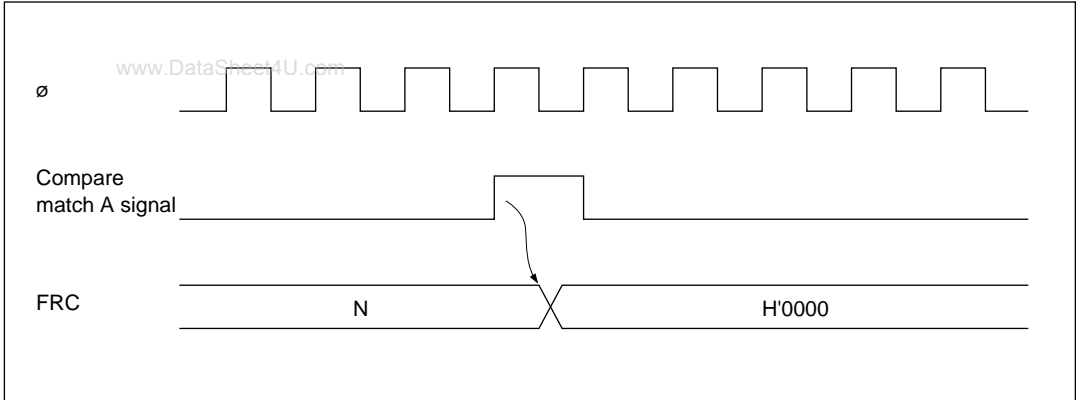 www.DataSheet4U.com
ø
Compare
match A signal
FRC
N
H'0000